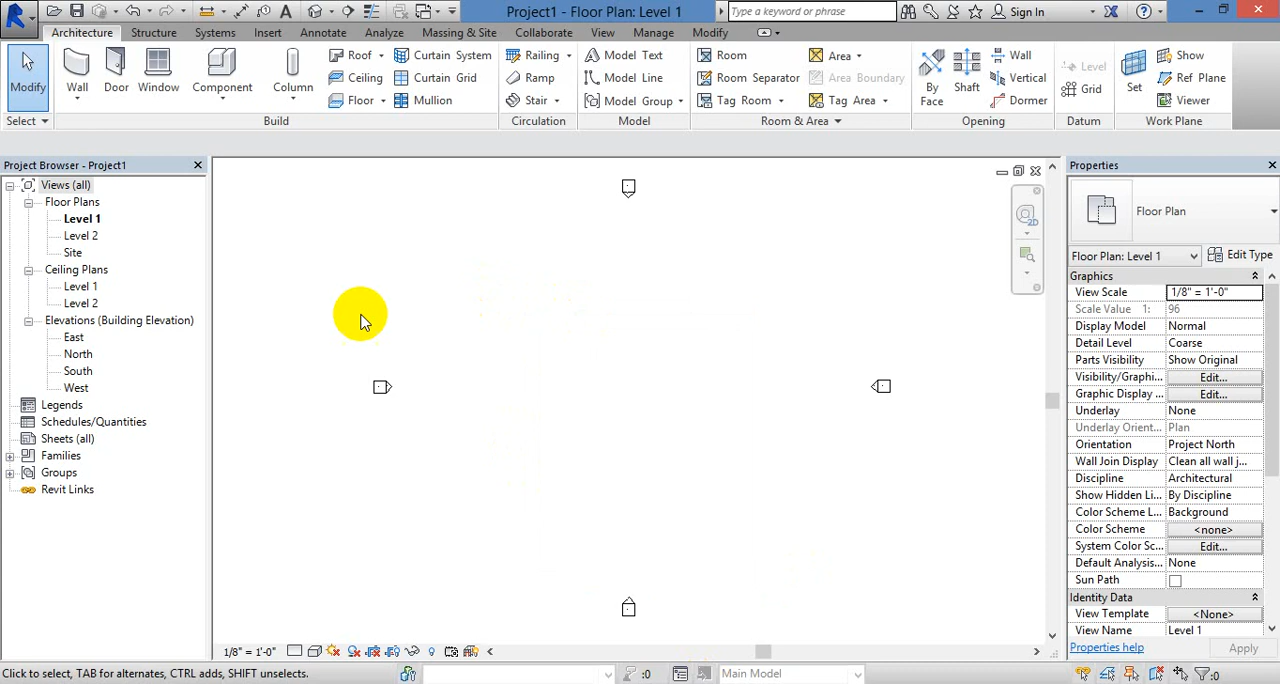 Project1 - Floor Plan: Level 1
Type a keyword or phrase
Sign In
Architecture Structure Systems Insert Annotate Analyze Massing & Site Collaborate View Manage Modify
Modify
Wall
Door
Window
Component
Column
Roof
Ceiling
Floor
Curtain System
Curtain Grid
Mullion
Railing
Ramp
Stair
Model Text
Model Line
Model Group
Room
Room Separator
Tag Room
Area
Area Boundary
Tag Area
By Face
Shaft
Wall
Vertical
Dormer
Level
Grid
Set
Show
Ref Plane
Viewer
Select Build Circulation Model Room & Area Opening Datum Work Plane
Project Browser - Project1
Views (all)
Floor Plans
Level 1
Level 2
Site
Ceiling Plans
Level 1
Level 2
Elevations (Building Elevation)
East
North
South
West
Legends
Schedules/Quantities
Sheets (all)
Families
Groups
Revit Links
2D
Properties
Floor Plan
Floor Plan: Level 1 Edit Type
Graphics
View Scale 1/8" = 1'-0"
Scale Value 1: 96
Display Model Normal
Detail Level Coarse
Parts Visibility Show Original
Visibility/Graphi... Edit...
Graphic Display ... Edit...
Underlay None
Underlay Orient... Plan
Orientation Project North
Wall Join Display Clean all wall j...
Discipline Architectural
Show Hidden Li... By Discipline
Color Scheme L... Background
Color Scheme <none>
System Color Sc... Edit...
Default Analysis... None
Sun Path
Identity Data
View Template <None>
View Name Level 1
Properties help Apply
1/8" = 1'-0"
Click to select, TAB for alternates, CTRL adds, SHIFT unselects.
:0
Main Model
:0